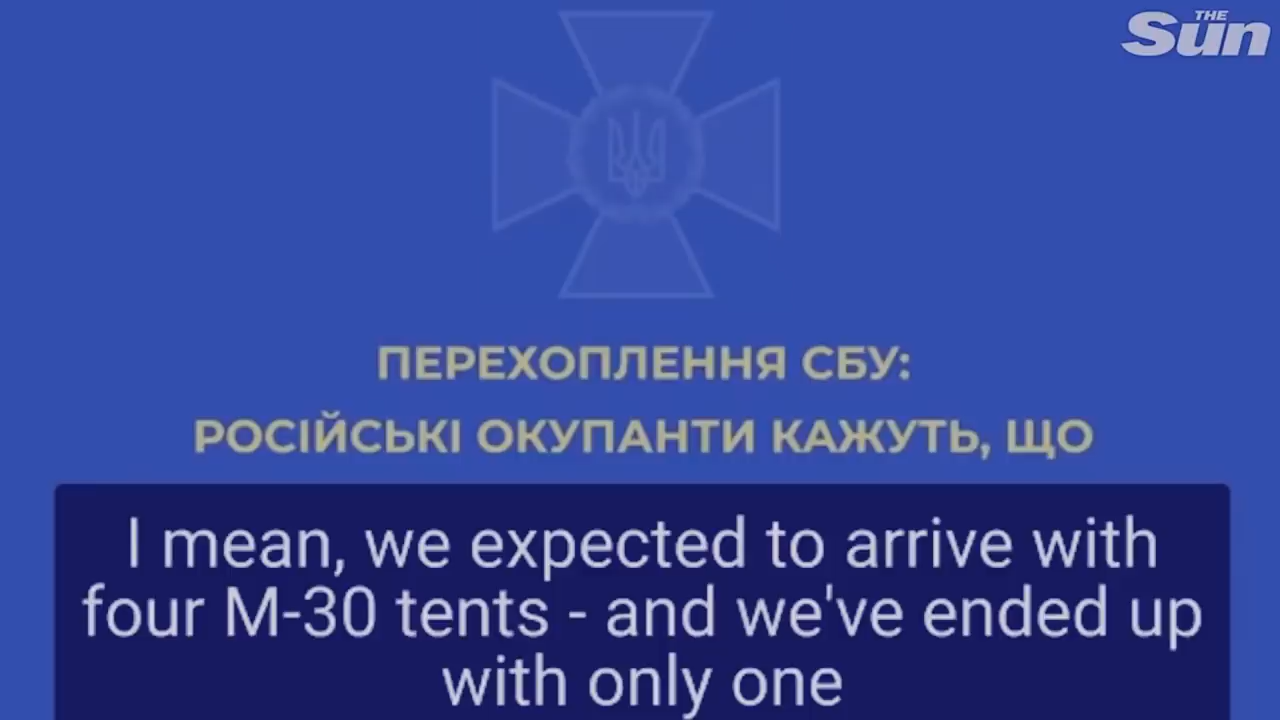 THE
Sun
ПЕРЕХОПЛЕННЯ СБУ:
РОСІЙСЬКІ ОКУПАНТИ КАЖУТЬ, ЩО
I mean, we expected to arrive with
four M-30 tents - and we've ended up
with only one